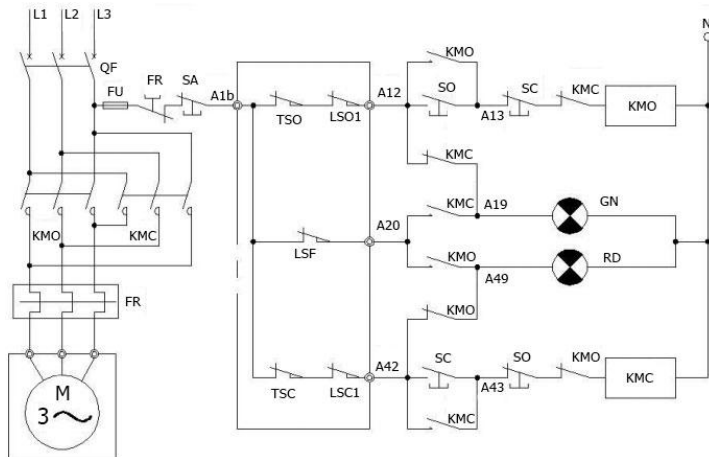 L1 L2 L3
N
QF
KMO
FU FR SA A1b
TSO LSO1 A12 SO A13 SC KMC KMO
KMC
KMC A19 GN
A20
LSF
KMO A49 RD
KMO KMC
KMO
FR
TSC LSC1 A42 SC A43 SO KMO KMC
KMC
M
3